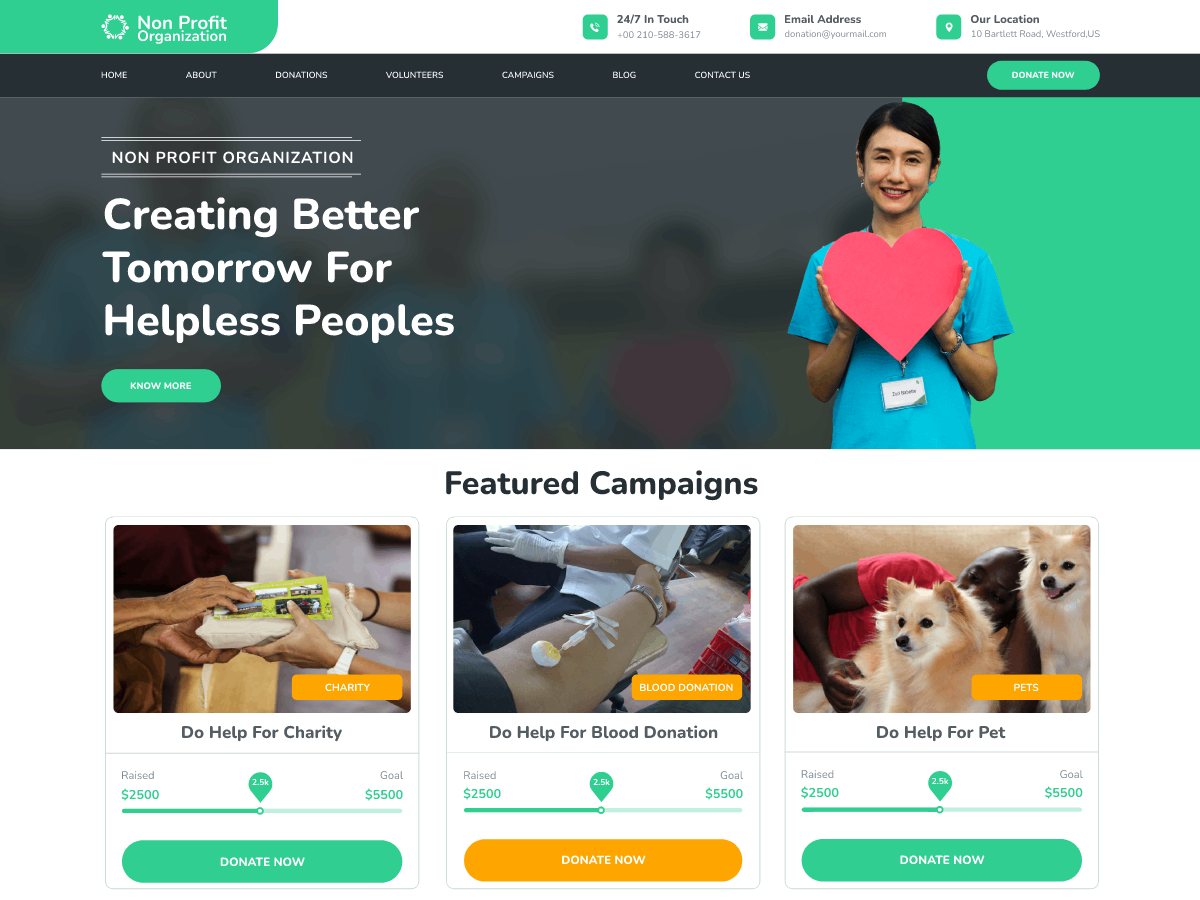 Non Profit
Organization
24/7 In Touch
+00 210-588-3617
Email Address
donation@yourmail.com
Our Location
10 Bartlett Road, Westford,US
HOME ABOUT DONATIONS VOLUNTEERS CAMPAIGNS BLOG CONTACT US DONATE NOW
NON PROFIT ORGANIZATION
Creating Better
Tomorrow For
Helpless Peoples
KNOW MORE
Featured Campaigns
CHARITY
Do Help For Charity
Raised 2.5k Goal
$2500 $5500
DONATE NOW
BLOOD DONATION
Do Help For Blood Donation
Raised 2.5k Goal
$2500 $5500
DONATE NOW
PETS
Do Help For Pet
Raised 2.5k Goal
$2500 $5500
DONATE NOW